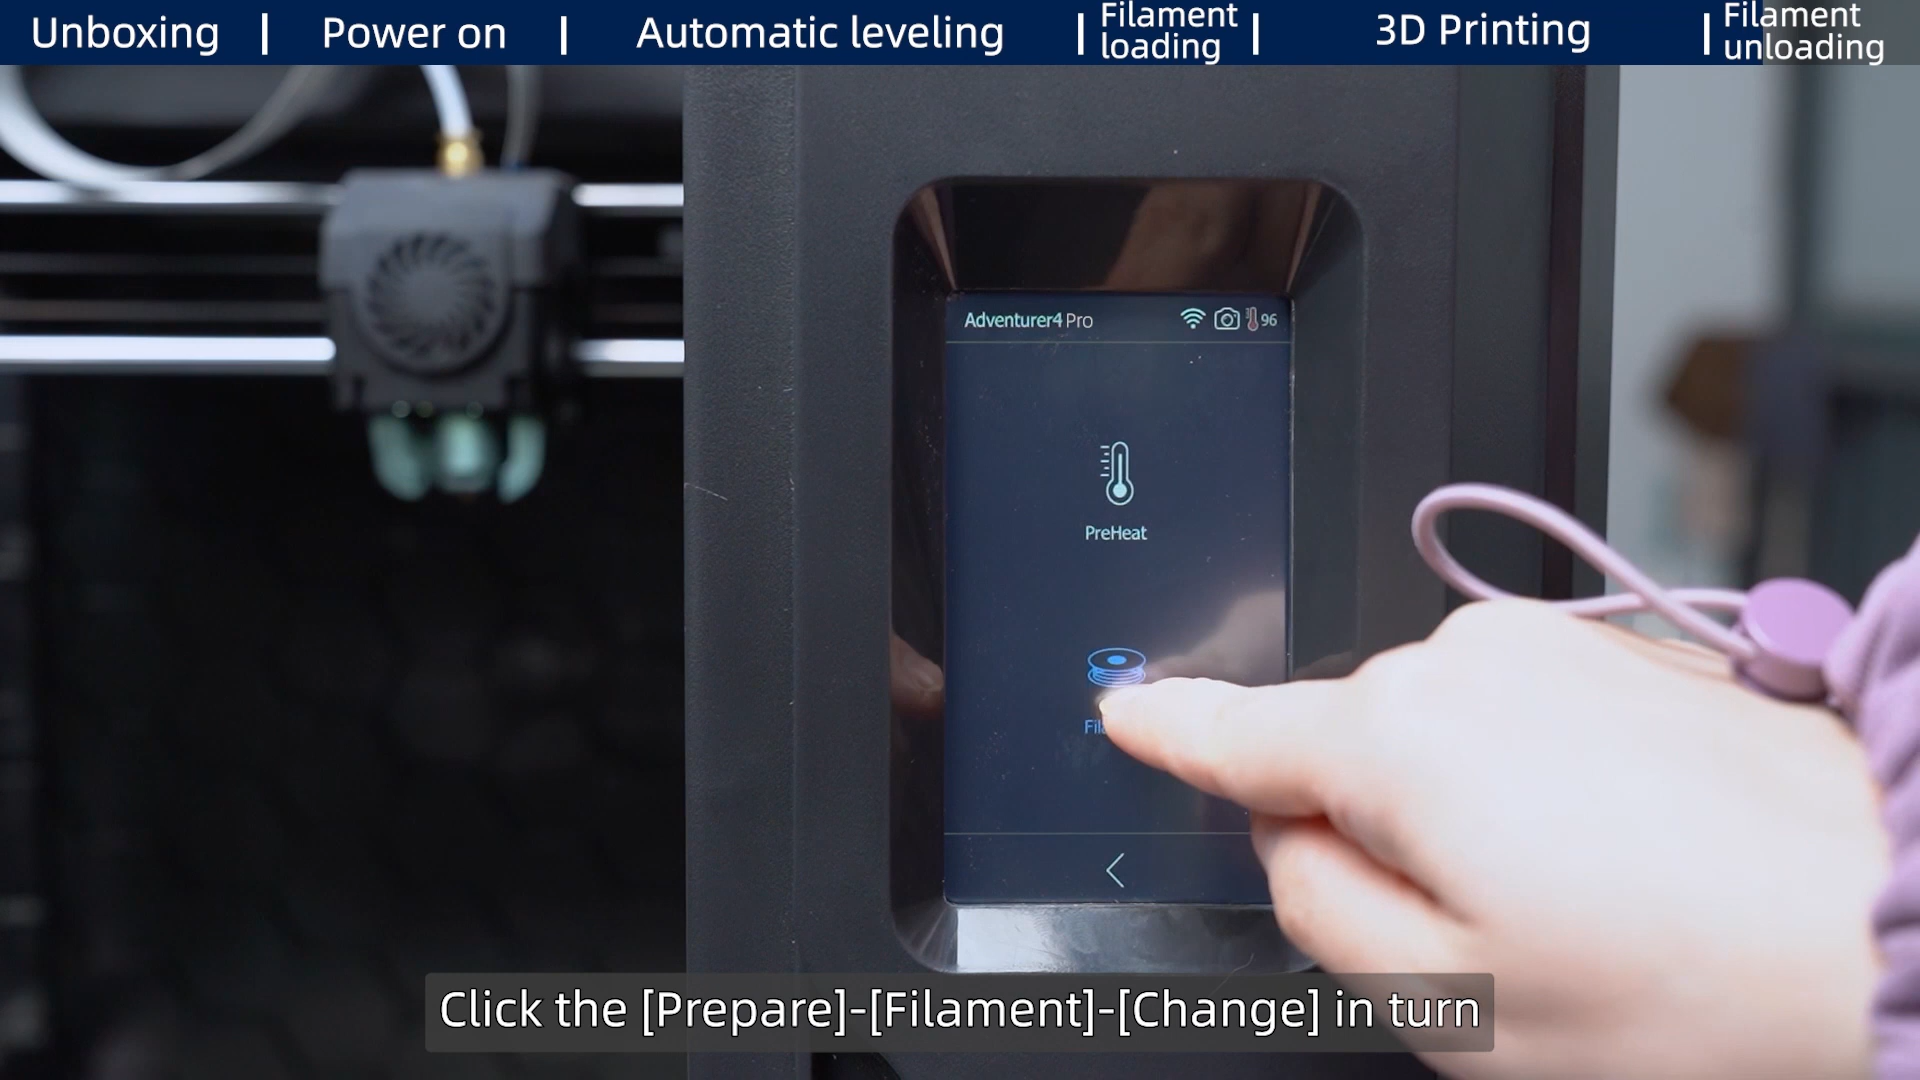 Unboxing | Power on | Automatic leveling | Filament loading | 3D Printing | Filament unloading
Adventurer4 Pro 96
PreHeat
Click the [Prepare]-[Filament]-[Change] in turn